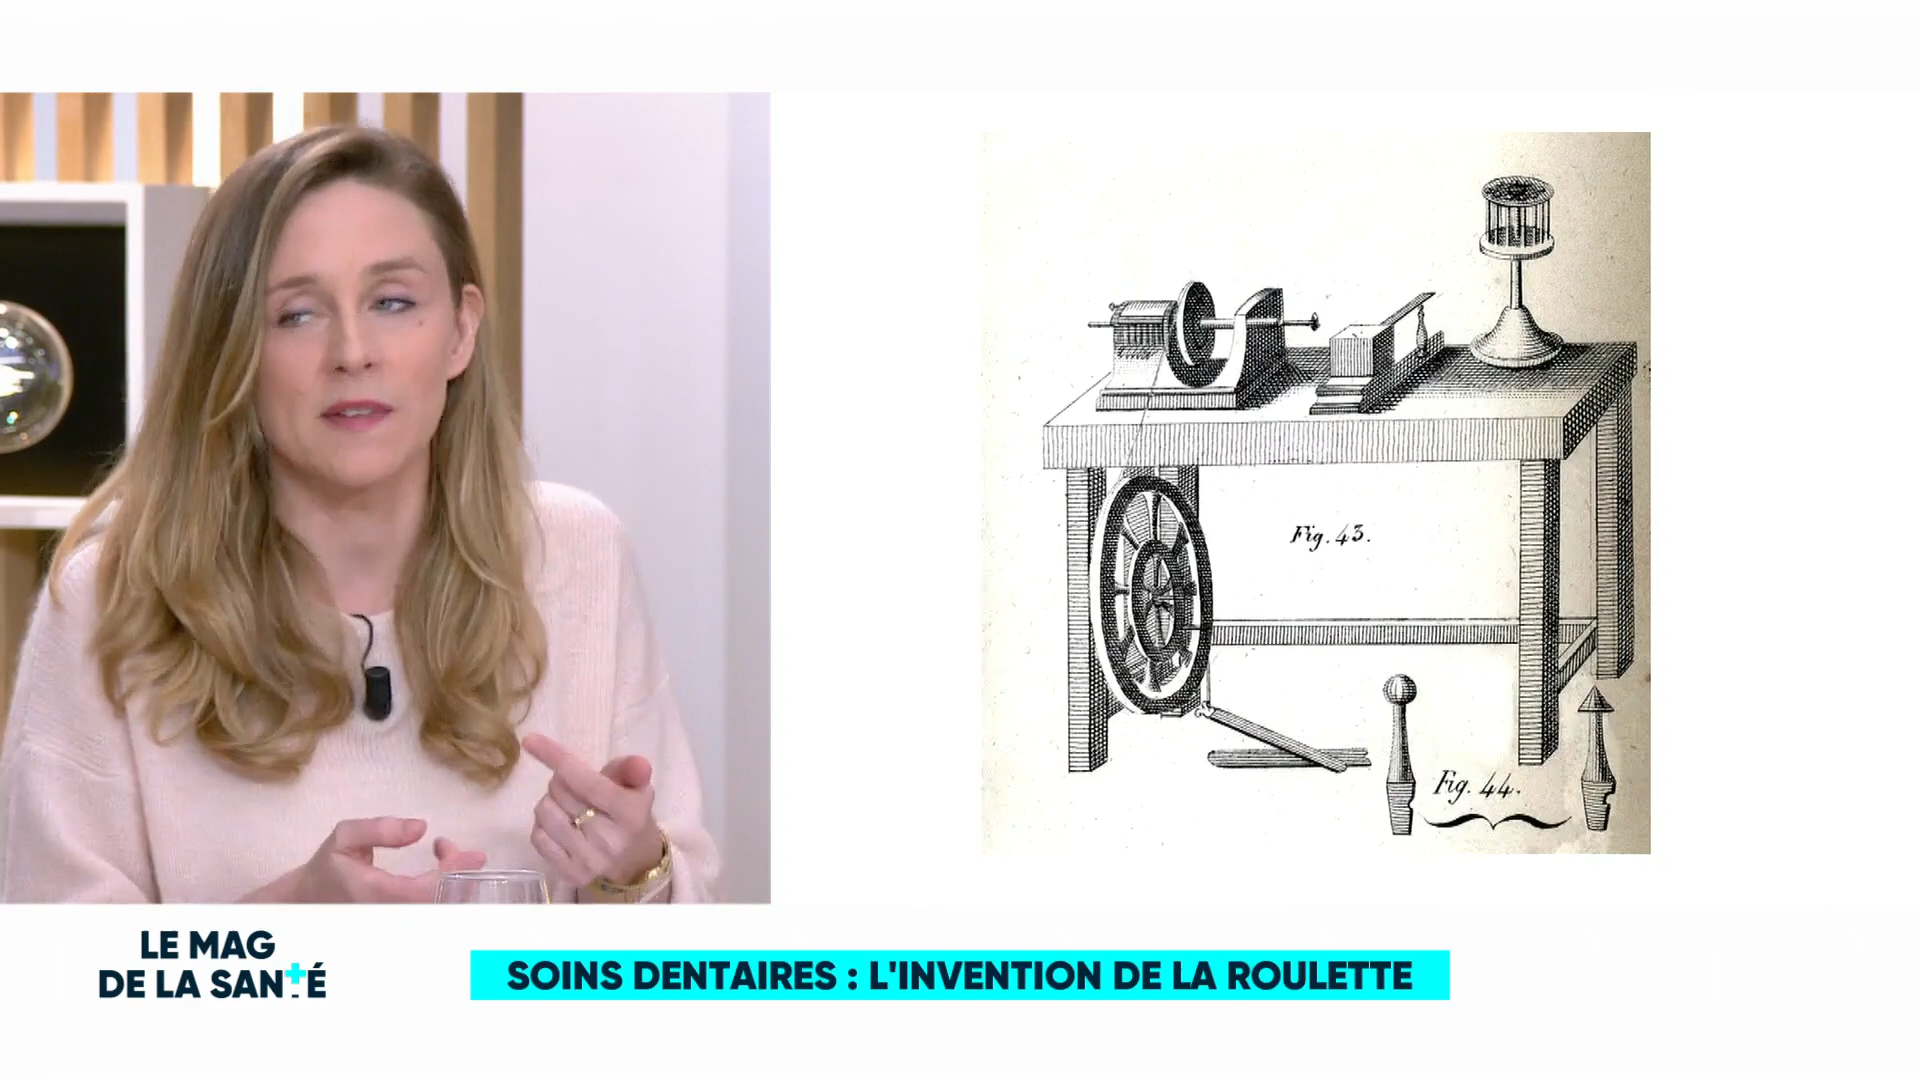 Fig. 43.
Fig. 44.
LE MAG
DE LA SANTÉ
SOINS DENTAIRES : L'INVENTION DE LA ROULETTE